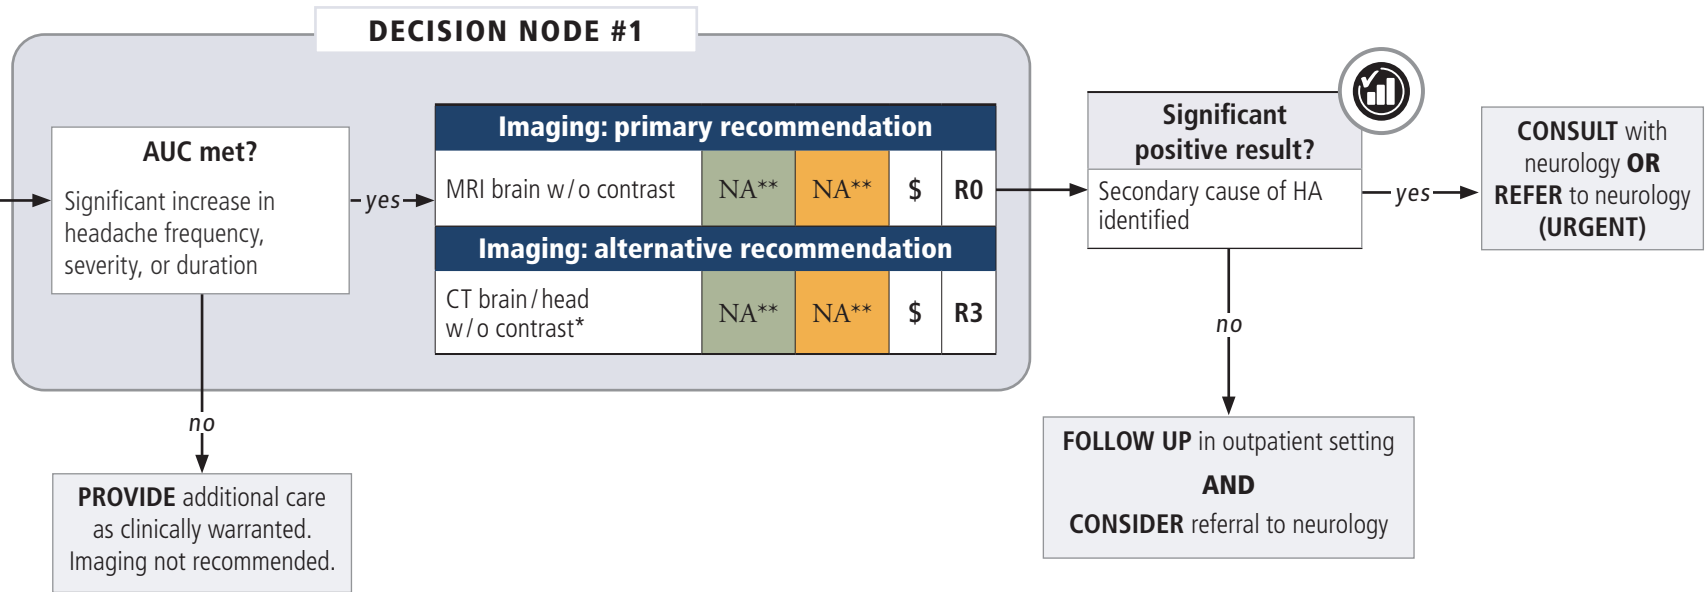 DECISION NODE #1
AUC met?
Significant increase in
headache frequency,
severity, or duration
yes
no
PROVIDE additional care
as clinically warranted.
Imaging not recommended.
Imaging: primary recommendation
MRI brain w/o contrast NA** NA** $ R0
Imaging: alternative recommendation
CT brain/head
w/o contrast* NA** NA** $ R3
Significant
positive result?
Secondary cause of HA
identified
yes
CONSULT with
neurology OR
REFER to neurology
(URGENT)
no
FOLLOW UP in outpatient setting
AND
CONSIDER referral to neurology